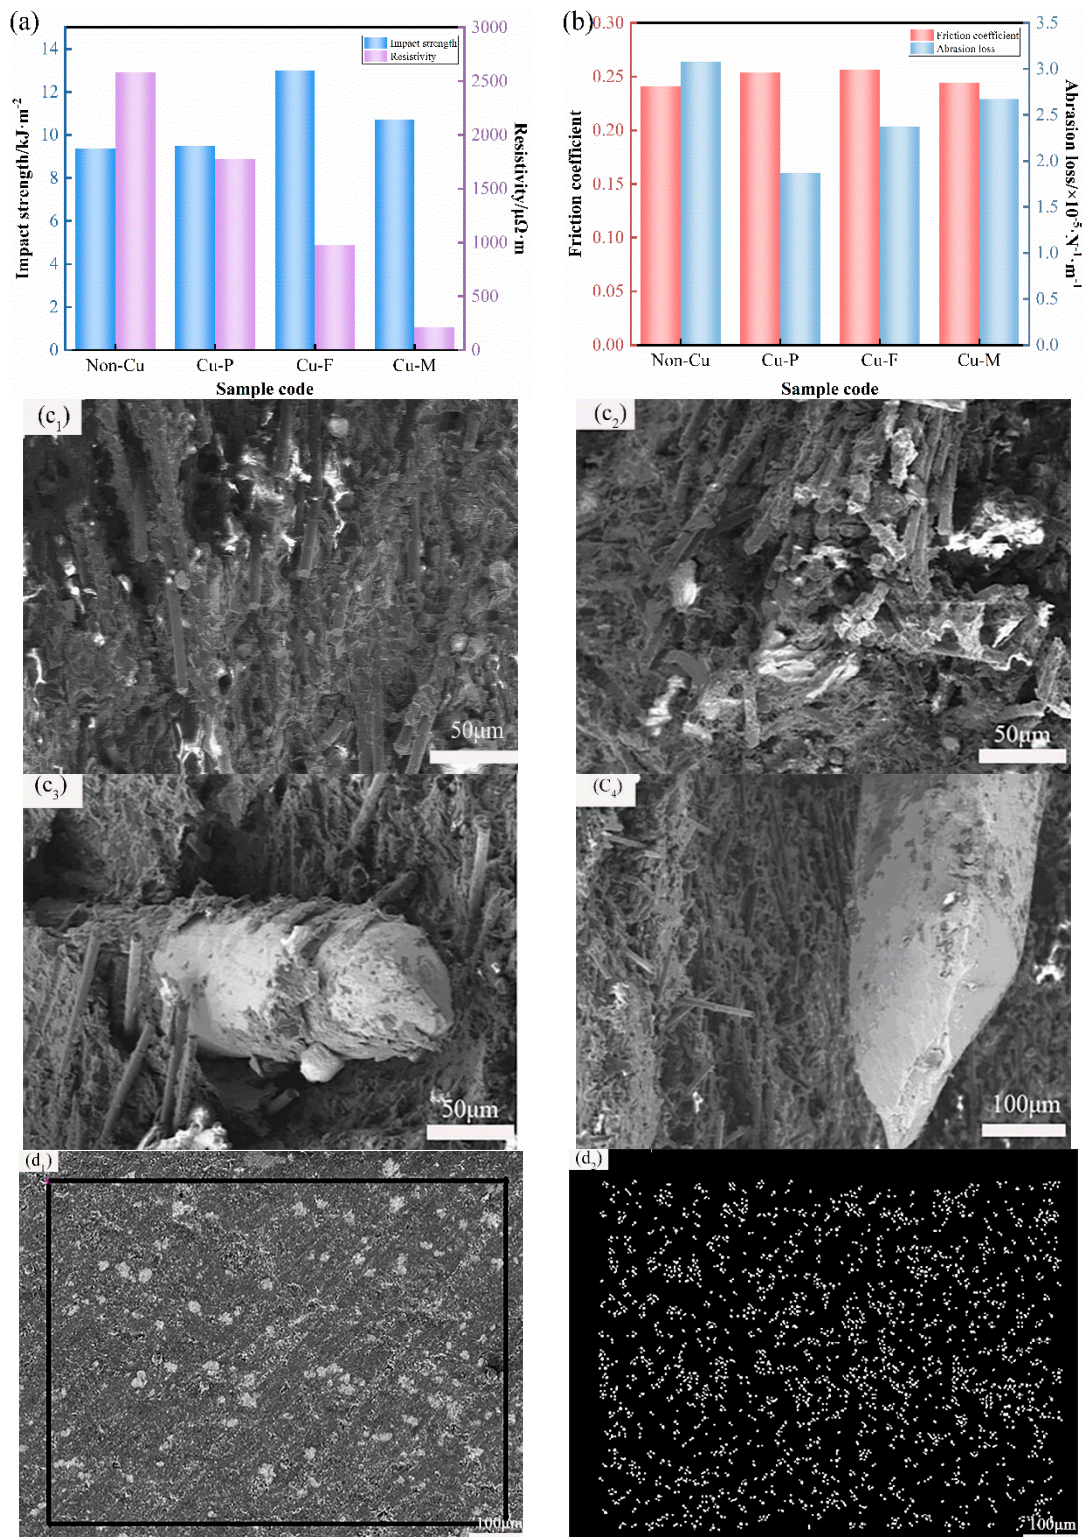 (a)
Impact strength
Resistivity
Impact strength/kJ·m-2
14
12
10
8
6
4
2
0
3000
2500
2000
1500
1000
500
0
Resistivity/μΩ·m
Non-Cu Cu-P Cu-F Cu-M
Sample code
(b)
Friction coefficient
Abrasion loss
Friction coefficient
0.30
0.25
0.20
0.15
0.10
0.05
0.00
3.5
3.0
2.5
2.0
1.5
1.0
0.5
0.0
Abrasion loss/×10-5·N-1·m-1
Non-Cu Cu-P Cu-F Cu-M
Sample code
(c1)
50μm
(c2)
50μm
(c3)
50μm
(C4)
100μm
(d1)
100μm
(d2)
100μm